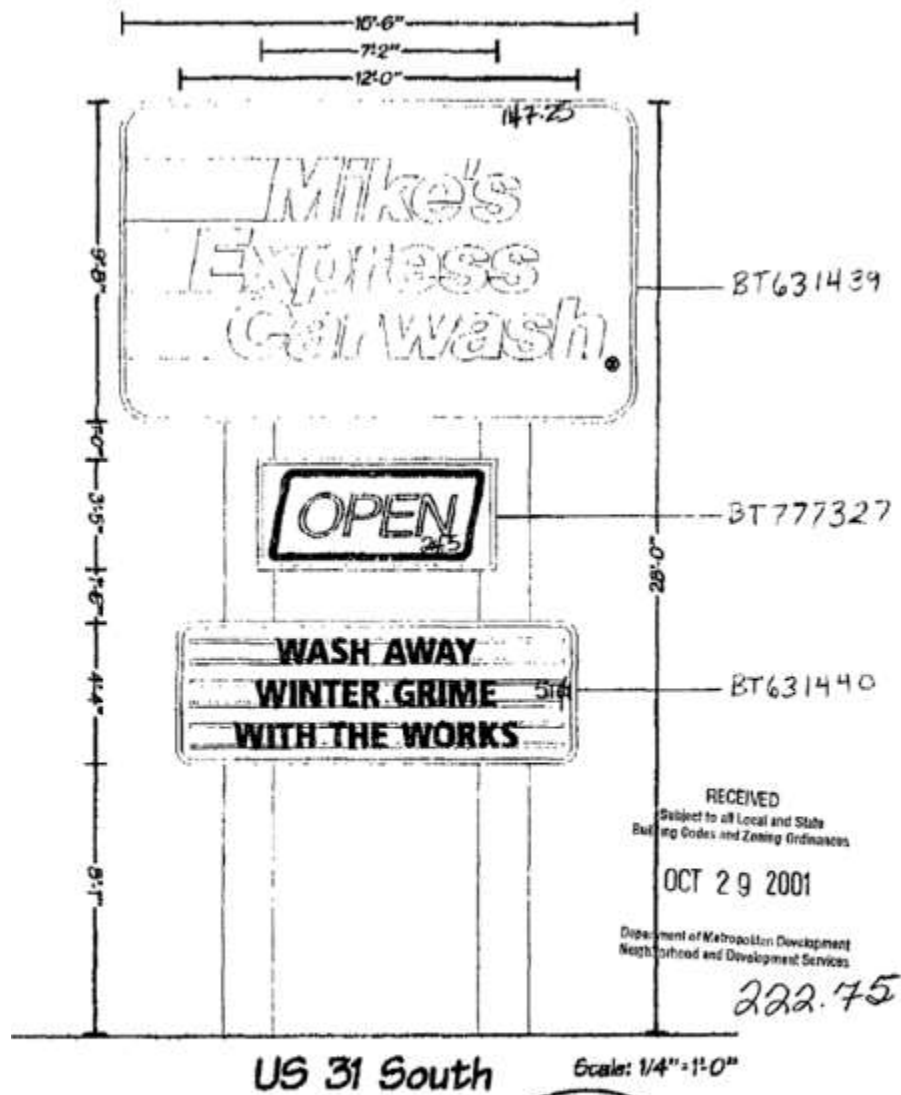 15'-6"
7'-2"
12'-0"
147.25
Mike's
Express
Carwash®
9'-8"
BT631439
1'-0"
OPEN
24.5
3'-5"
BT777327
28'-0"
1'-6"
WASH AWAY
WINTER GRIME
WITH THE WORKS
4'-4"
BT631440
RECEIVED
Subject to all Local and State
Building Codes and Zoning Ordinances
OCT 29 2001
Department of Metropolitan Development
Neighborhood and Development Services
8'-1"
222.75
US 31 South
Scale: 1/4"=1'-0"